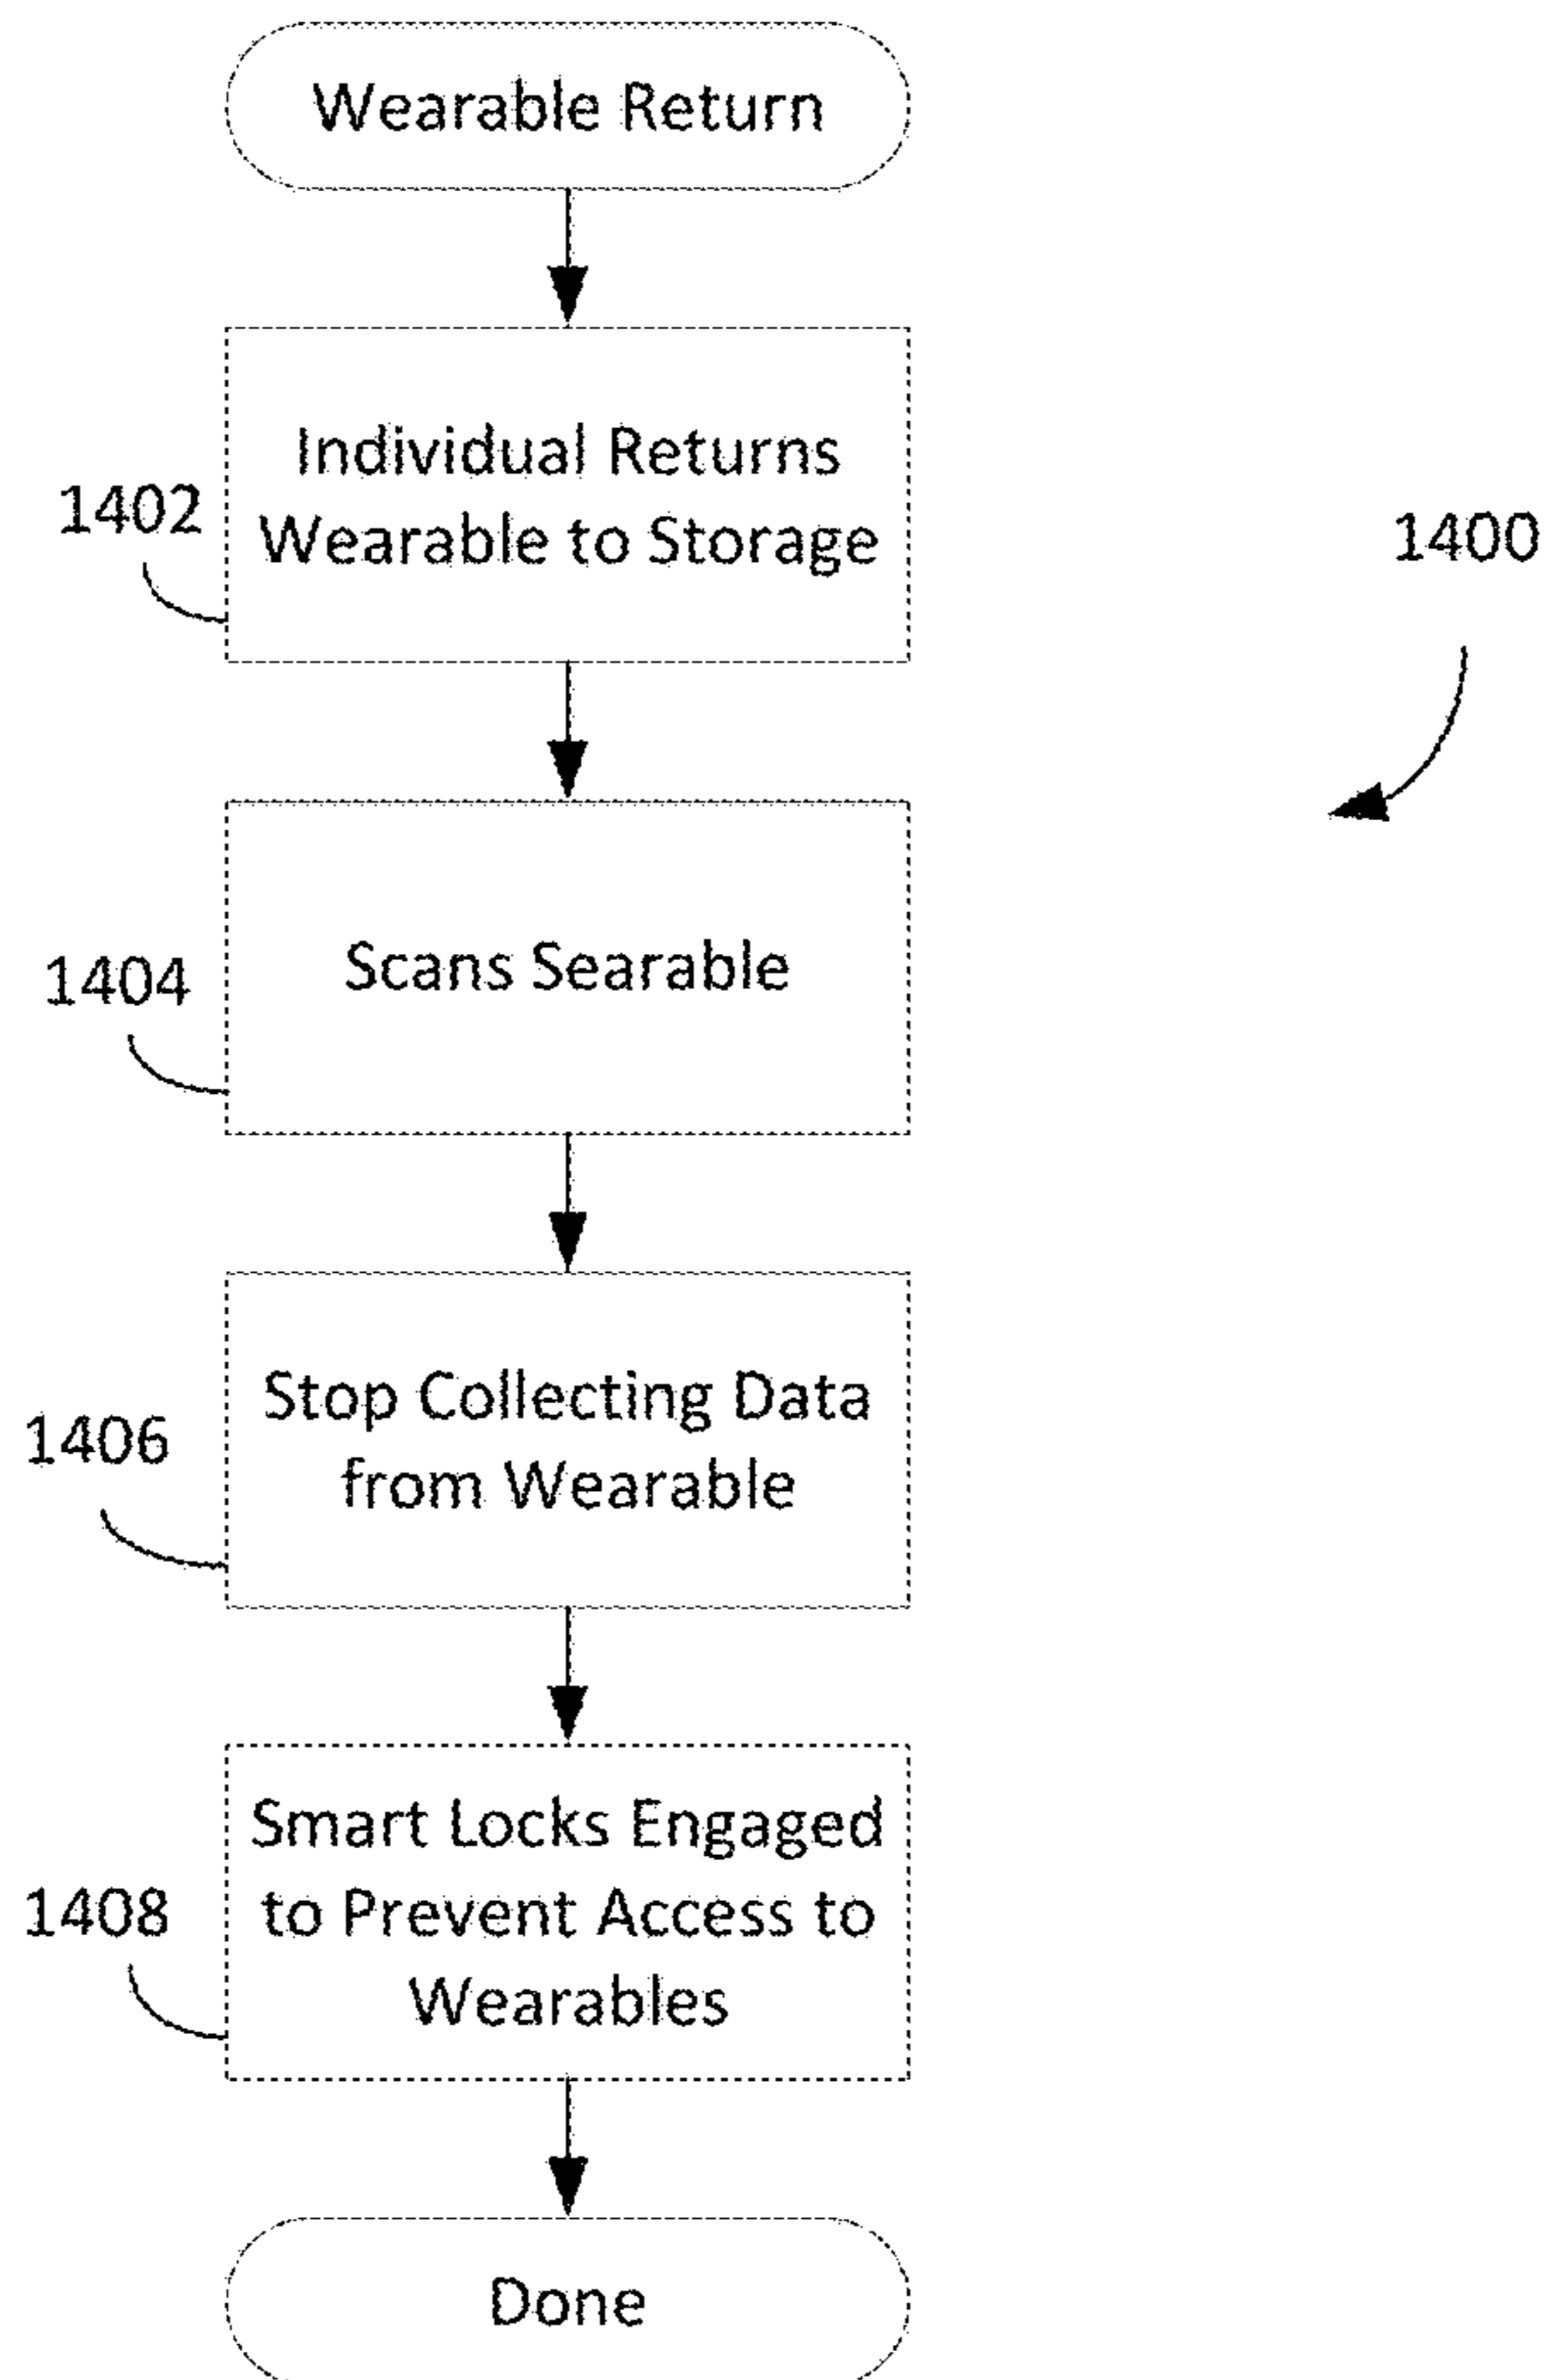 Wearable Return
Individual Returns
Wearable to Storage
1402
1400
Scans Searable
1404
Stop Collecting Data
from Wearable
1406
Smart Locks Engaged
to Prevent Access to
Wearables
1408
Done